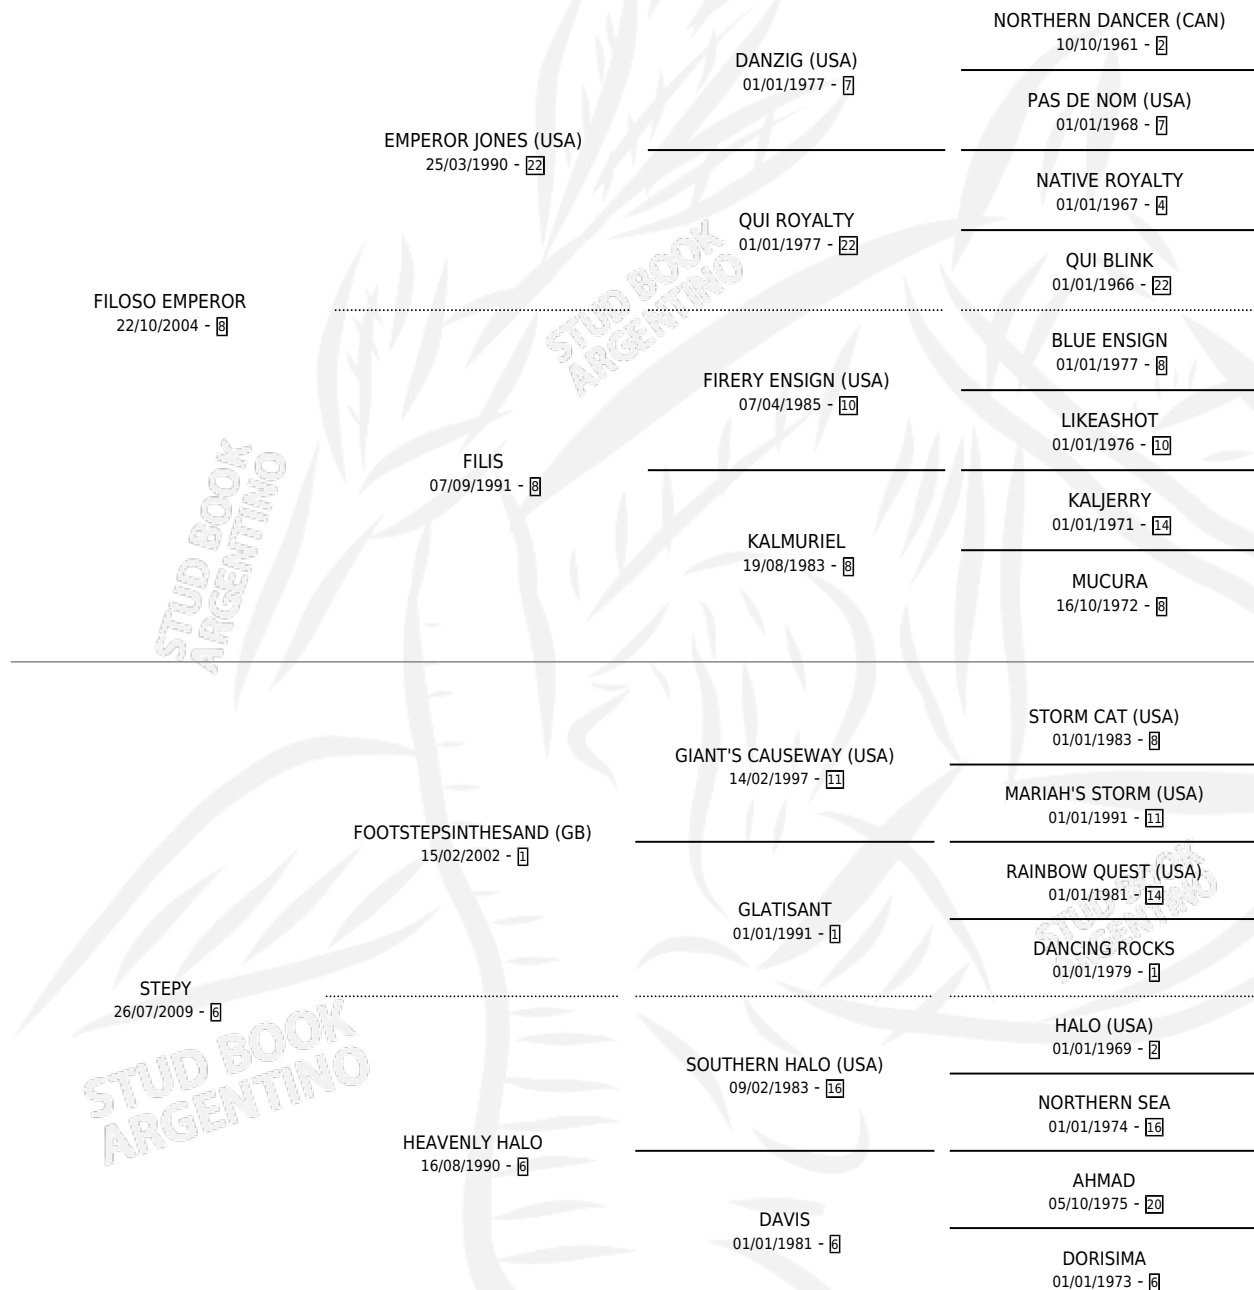 NORTHERN DANCER (CAN)
10/10/1961 - 2
DANZIG (USA)
01/01/1977 - 7
PAS DE NOM (USA)
01/01/1968 - 7
EMPEROR JONES (USA)
25/03/1990 - 22
NATIVE ROYALTY
01/01/1967 - 4
QUI ROYALTY
01/01/1977 - 22
QUI BLINK
01/01/1966 - 22
FILOSO EMPEROR
22/10/2004 - 8
STUD BOOK
ARGENTINO
BLUE ENSIGN
01/01/1977 - 8
FIRERY ENSIGN (USA)
07/04/1985 - 10
LIKEASHOT
01/01/1976 - 10
FILIS
07/09/1991 - 8
KALJERRY
01/01/1971 - 14
KALMURIEL
19/08/1983 - 8
MUCURA
16/10/1972 - 8
STUD BOOK
ARGENTINO
STORM CAT (USA)
01/01/1983 - 8
GIANT'S CAUSEWAY (USA)
14/02/1997 - 11
MARIAH'S STORM (USA)
01/01/1991 - 11
FOOTSTEPSINTHESAND (GB)
15/02/2002 - 1
RAINBOW QUEST (USA)
01/01/1981 - 14
STUD BOOK
ARGENTINO
GLATISANT
01/01/1991 - 1
DANCING ROCKS
01/01/1979 - 1
STEPY
26/07/2009 - 6
STUD BOOK
ARGENTINO
HALO (USA)
01/01/1969 - 2
SOUTHERN HALO (USA)
09/02/1983 - 16
NORTHERN SEA
01/01/1974 - 16
HEAVENLY HALO
16/08/1990 - 6
AHMAD
05/10/1975 - 20
DAVIS
01/01/1981 - 6
DORISIMA
01/01/1973 - 6